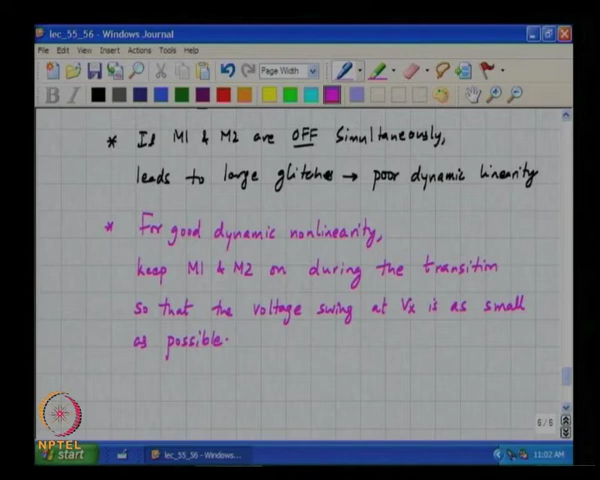 lec_55_56 - Windows Journal
File Edit View Insert Actions Tools Help
Page Width
B I
* If M1 & M2 are OFF Simultaneously,
leads to large glitches → poor dynamic linearity
* For good dynamic nonlinearity,
keep M1 & M2 on during the transition
so that the voltage swing at Vx is as small
as possible.
5/5
NPTEL
start
lec_55_56 - Windows...
11:02 AM